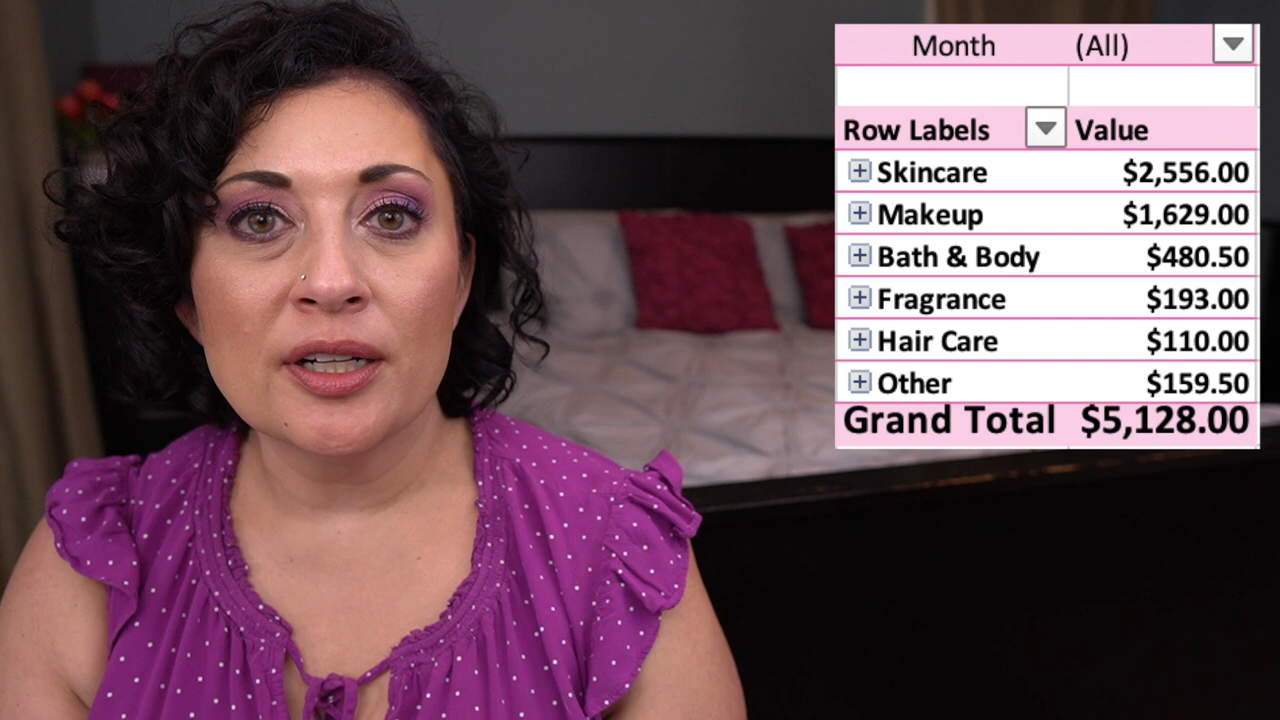 Month (All)
Row Labels Value
Skincare $2,556.00
Makeup $1,629.00
Bath & Body $480.50
Fragrance $193.00
Hair Care $110.00
Other $159.50
Grand Total $5,128.00